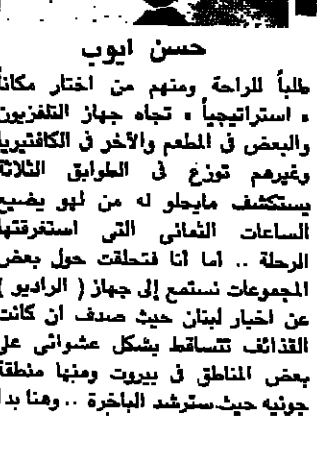 حسن ايوب
طلباً للراحة ومنهم من اختار مكاناً
« استراتيجياً » تجاه جهاز التلفزيون
والبعض في المطعم والآخر في الكافتيريا
وغيرهم توزع في الطوابق الثلاثة
يستكشف مايحلو له من لهو يضيع
الساعات الثماني التي استغرقتها
الرحلة .. اما أنا فتحلقت حول بعض
المجموعات نستمع إلى جهاز ( الراديو )
عن اخبار لبنان حيث صدف ان كانت
القذائف تتساقط بشكل عشوائي على
بعض المناطق في بيروت ومنها منطقة
جونيه حيث سترشد الباخرة .. وهنا بدا